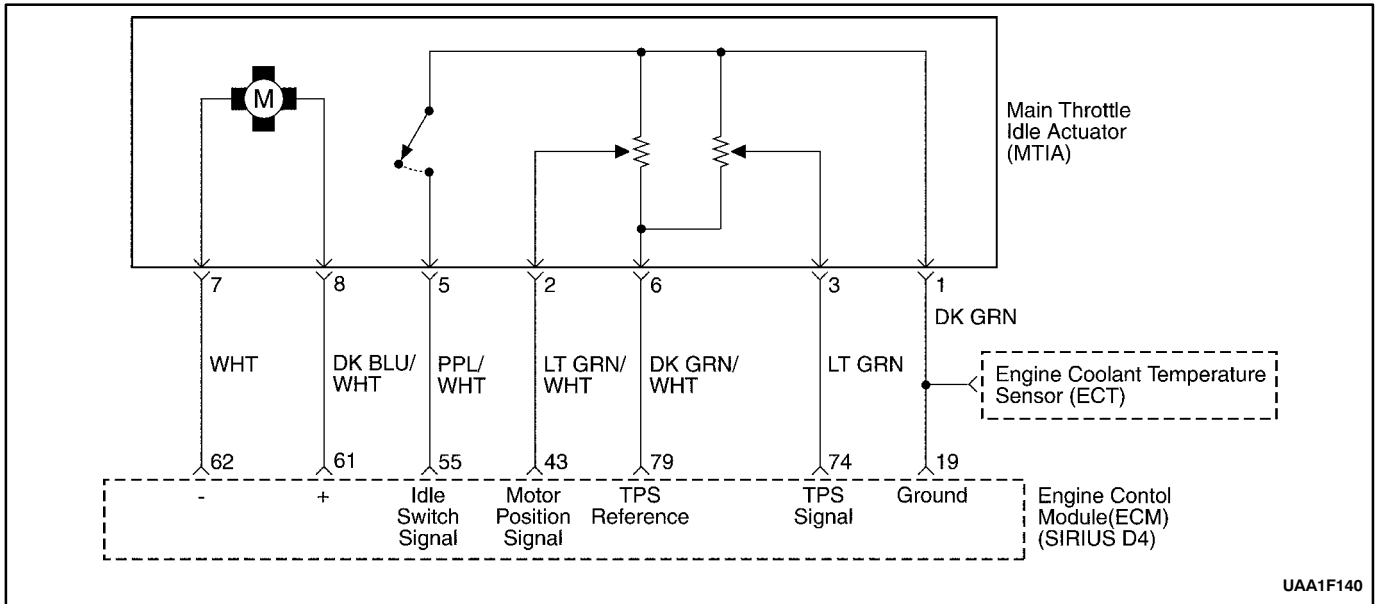 M
Main Throttle
Idle Actuator
(MTIA)
7
8
5
2
6
3
1
DK GRN
WHT
DK BLU/
WHT
PPL/
WHT
LT GRN/
WHT
DK GRN/
WHT
LT GRN
Engine Coolant Temperature
Sensor (ECT)
62
61
55
43
79
74
19
-
+
Idle
Switch
Signal
Motor
Position
Signal
TPS
Reference
TPS
Signal
Ground
Engine Contol
Module(ECM)
(SIRIUS D4)
UAA1F140